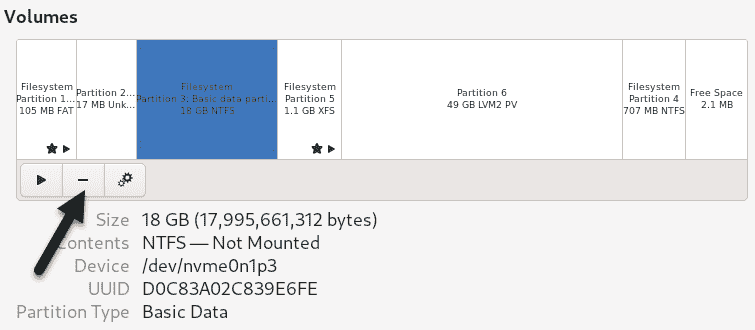 Volumes
Filesystem
Partition 1...
105 MB FAT
Partition 2...
17 MB Unk...
Filesystem
Partition 3: Basic data parti...
18 GB NTFS
Filesystem
Partition 5
1.1 GB XFS
Partition 6
49 GB LVM2 PV
Filesystem
Partition 4
707 MB NTFS
Free Space
2.1 MB
Size 18 GB (17,995,661,312 bytes)
Contents NTFS — Not Mounted
Device /dev/nvme0n1p3
UUID D0C83A02C839E6FE
Partition Type Basic Data